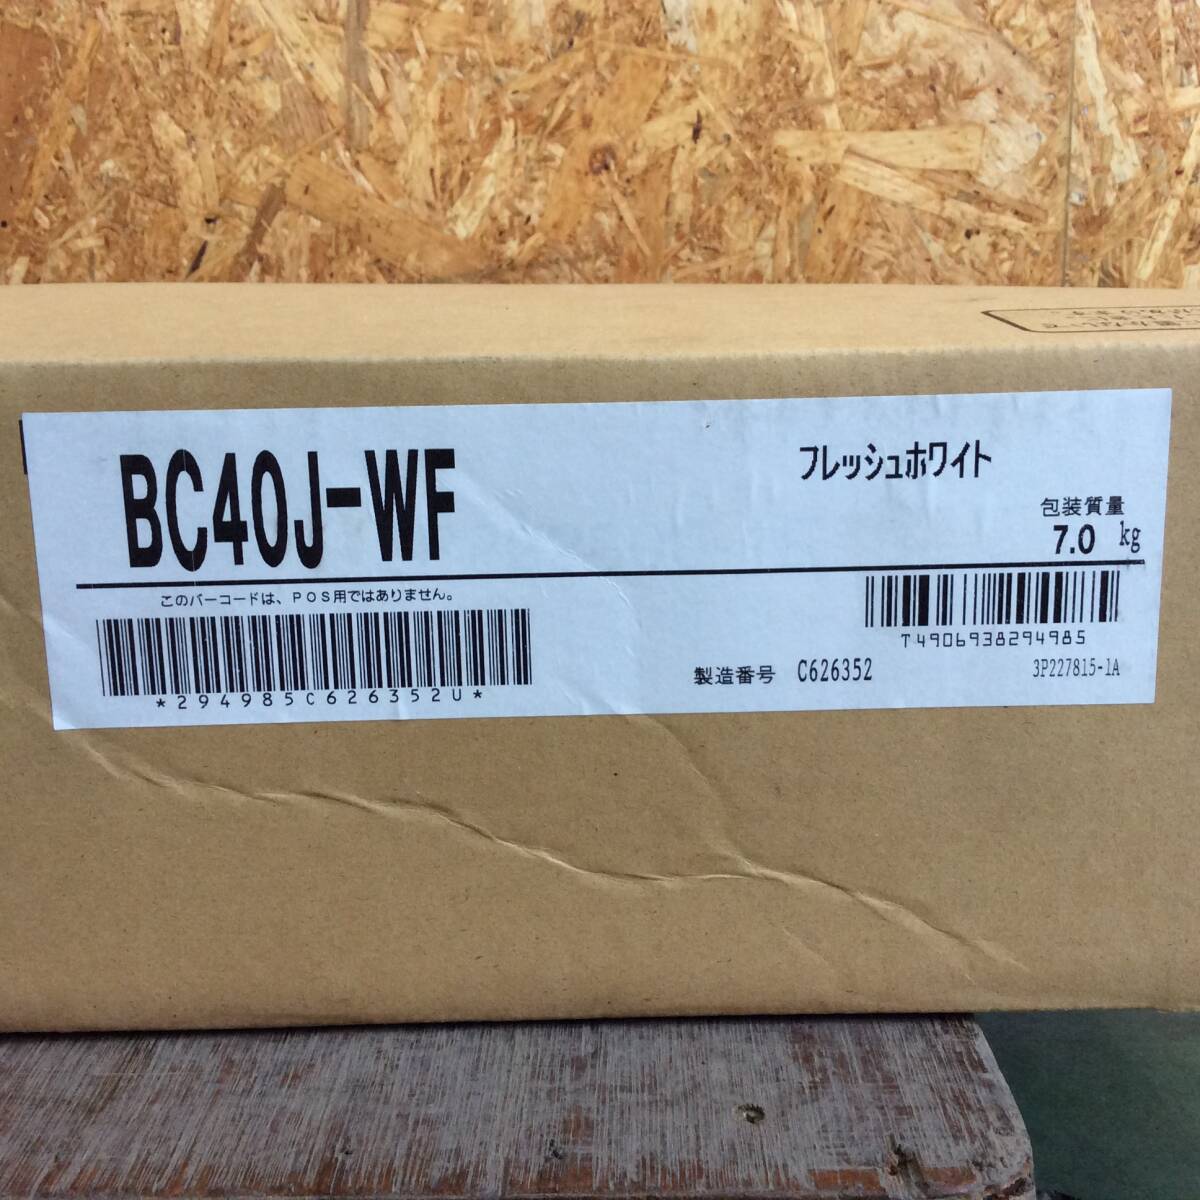 BC40J-WF
フレッシュホワイト
包装質量
7.0 kg
このバーコードは、POS用ではありません。
*294985C626352U*
T4906938294985
製造番号 C626352
3P227815-1A